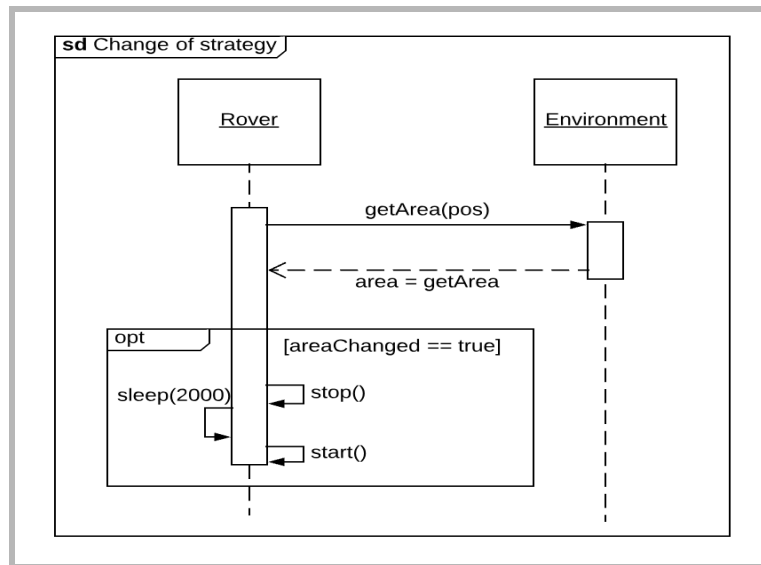 sd Change of strategy
Rover
Environment
getArea(pos)
area = getArea
opt
[areaChanged == true]
sleep(2000)
stop()
start()